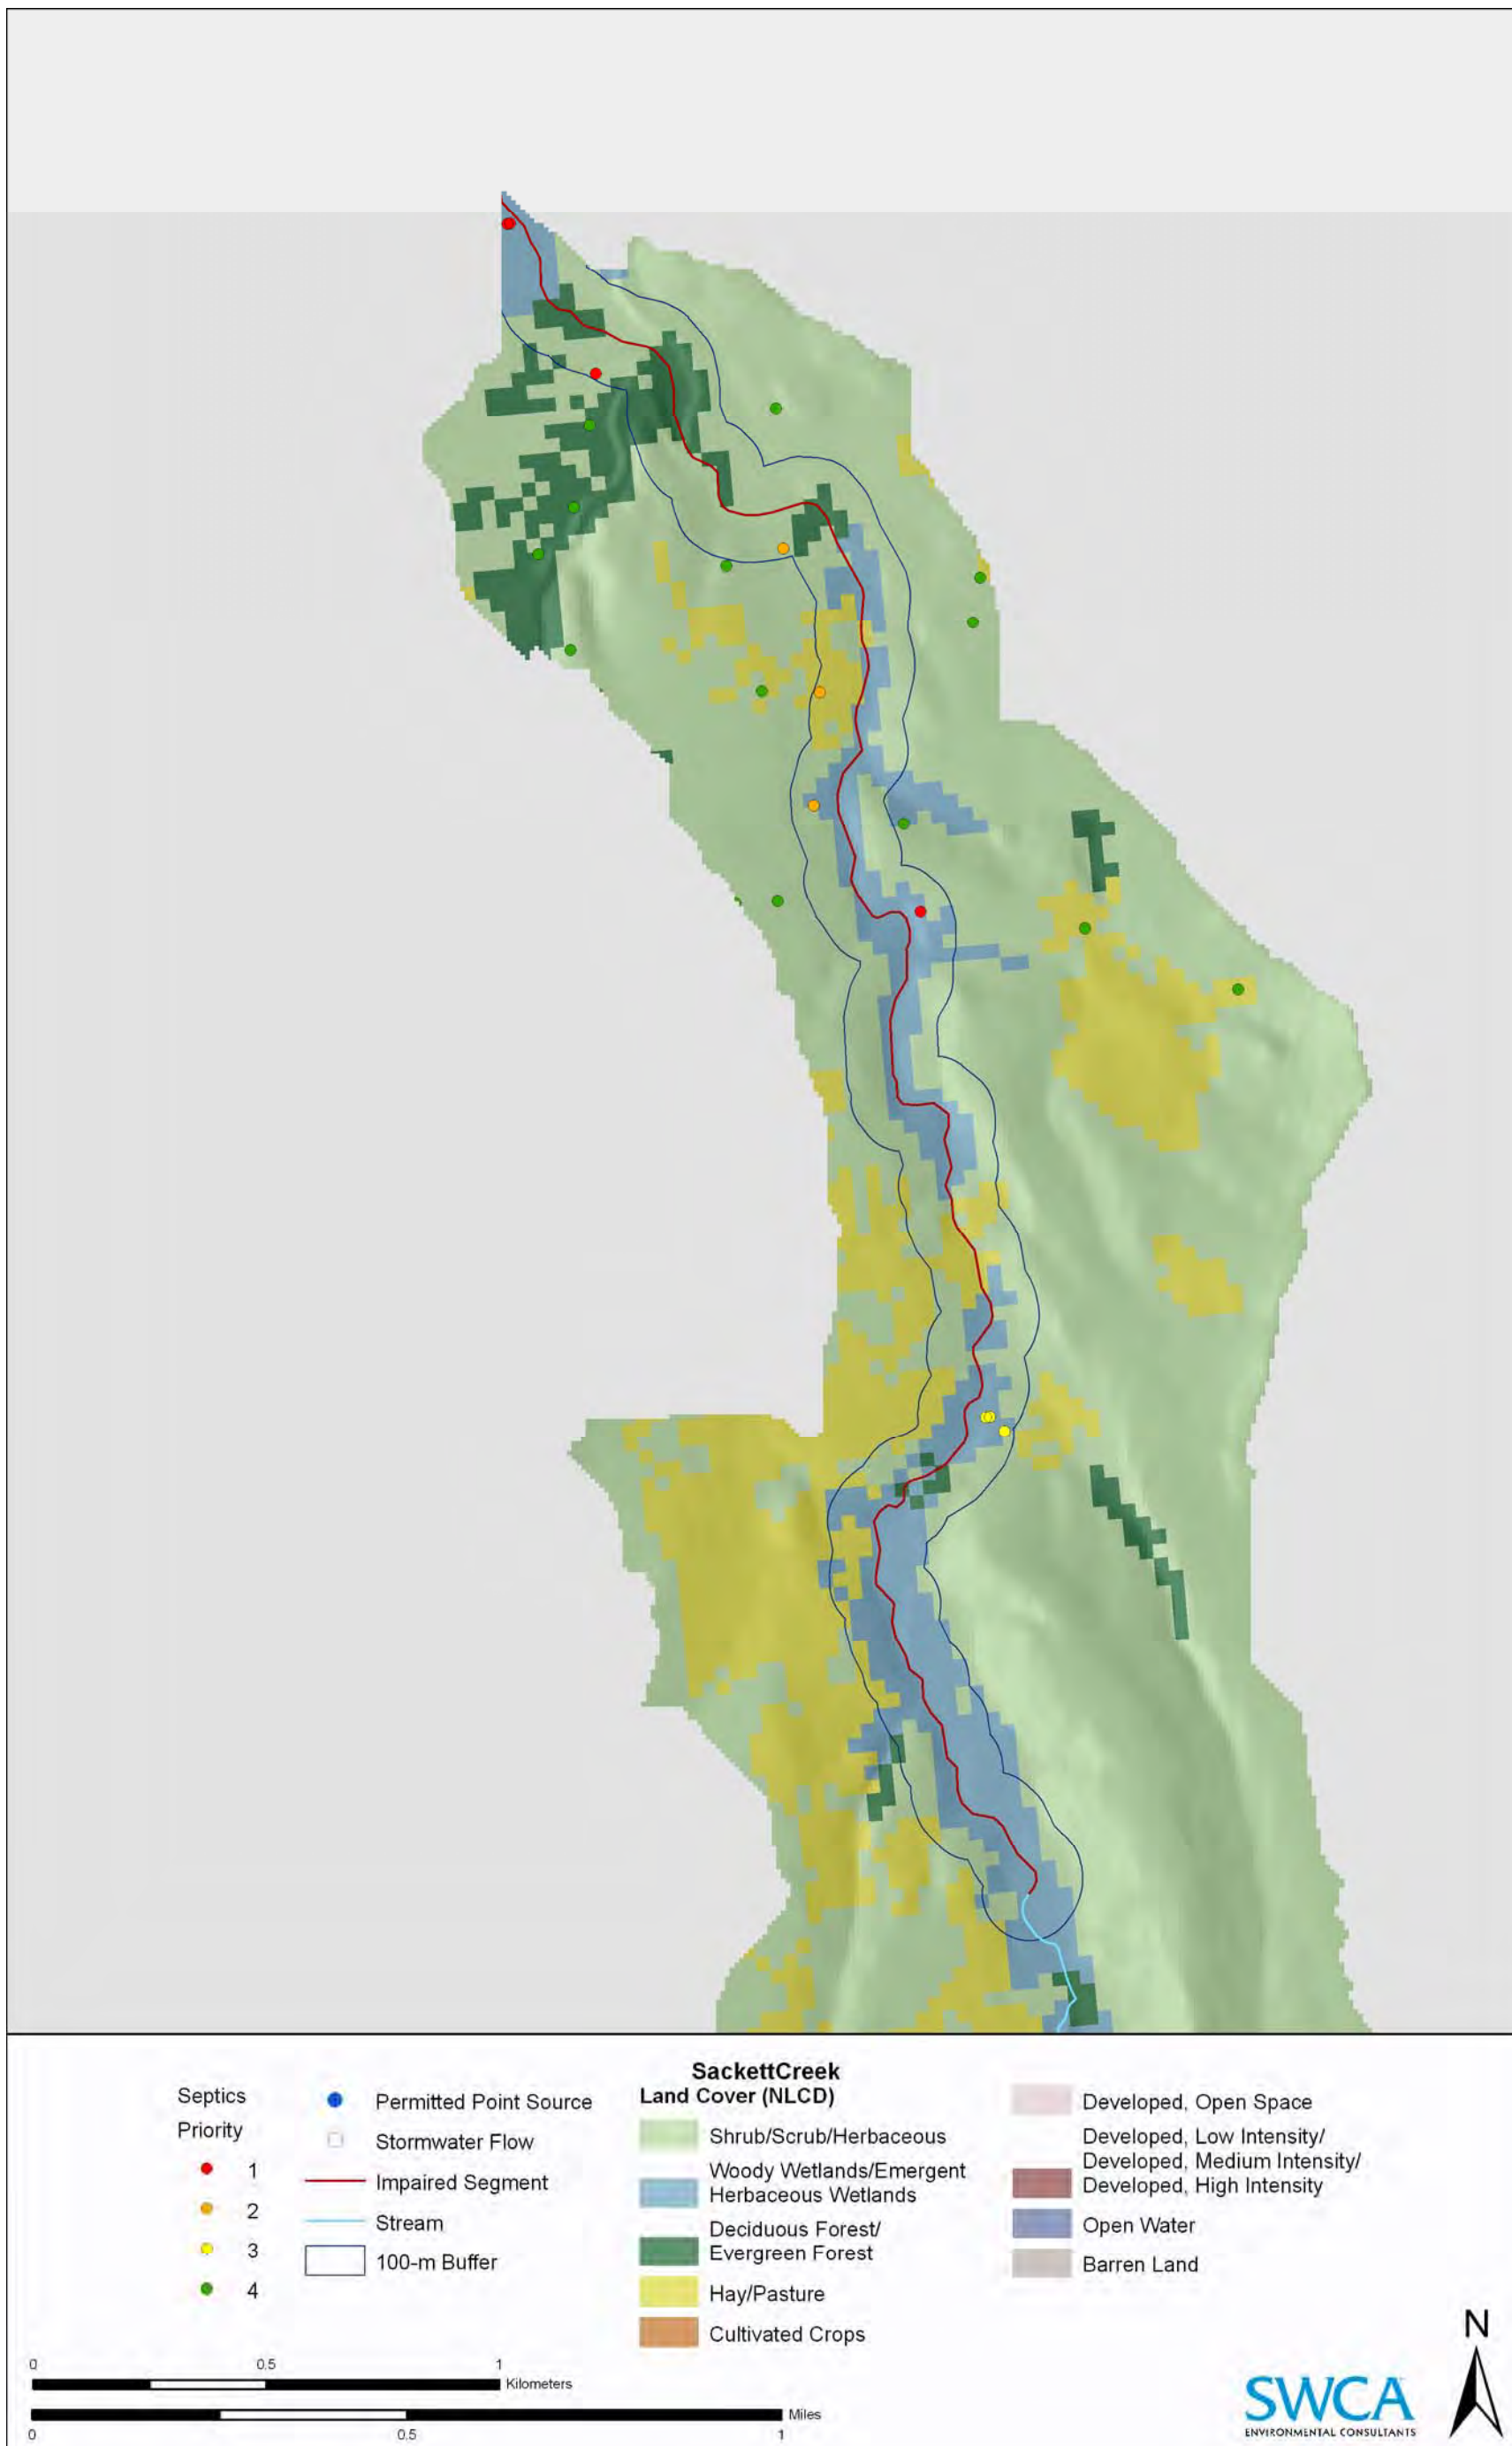 SackettCreek
Septics
Priority
1
2
3
4
Permitted Point Source
Stormwater Flow
Impaired Segment
Stream
100-m Buffer
Land Cover (NLCD)
Shrub/Scrub/Herbaceous
Woody Wetlands/Emergent
Herbaceous Wetlands
Deciduous Forest/
Evergreen Forest
Hay/Pasture
Cultivated Crops
Developed, Open Space
Developed, Low Intensity/
Developed, Medium Intensity/
Developed, High Intensity
Open Water
Barren Land
0 0.5 1
Kilometers
Miles
0 0.5 1
SWCA
ENVIRONMENTAL CONSULTANTS
N